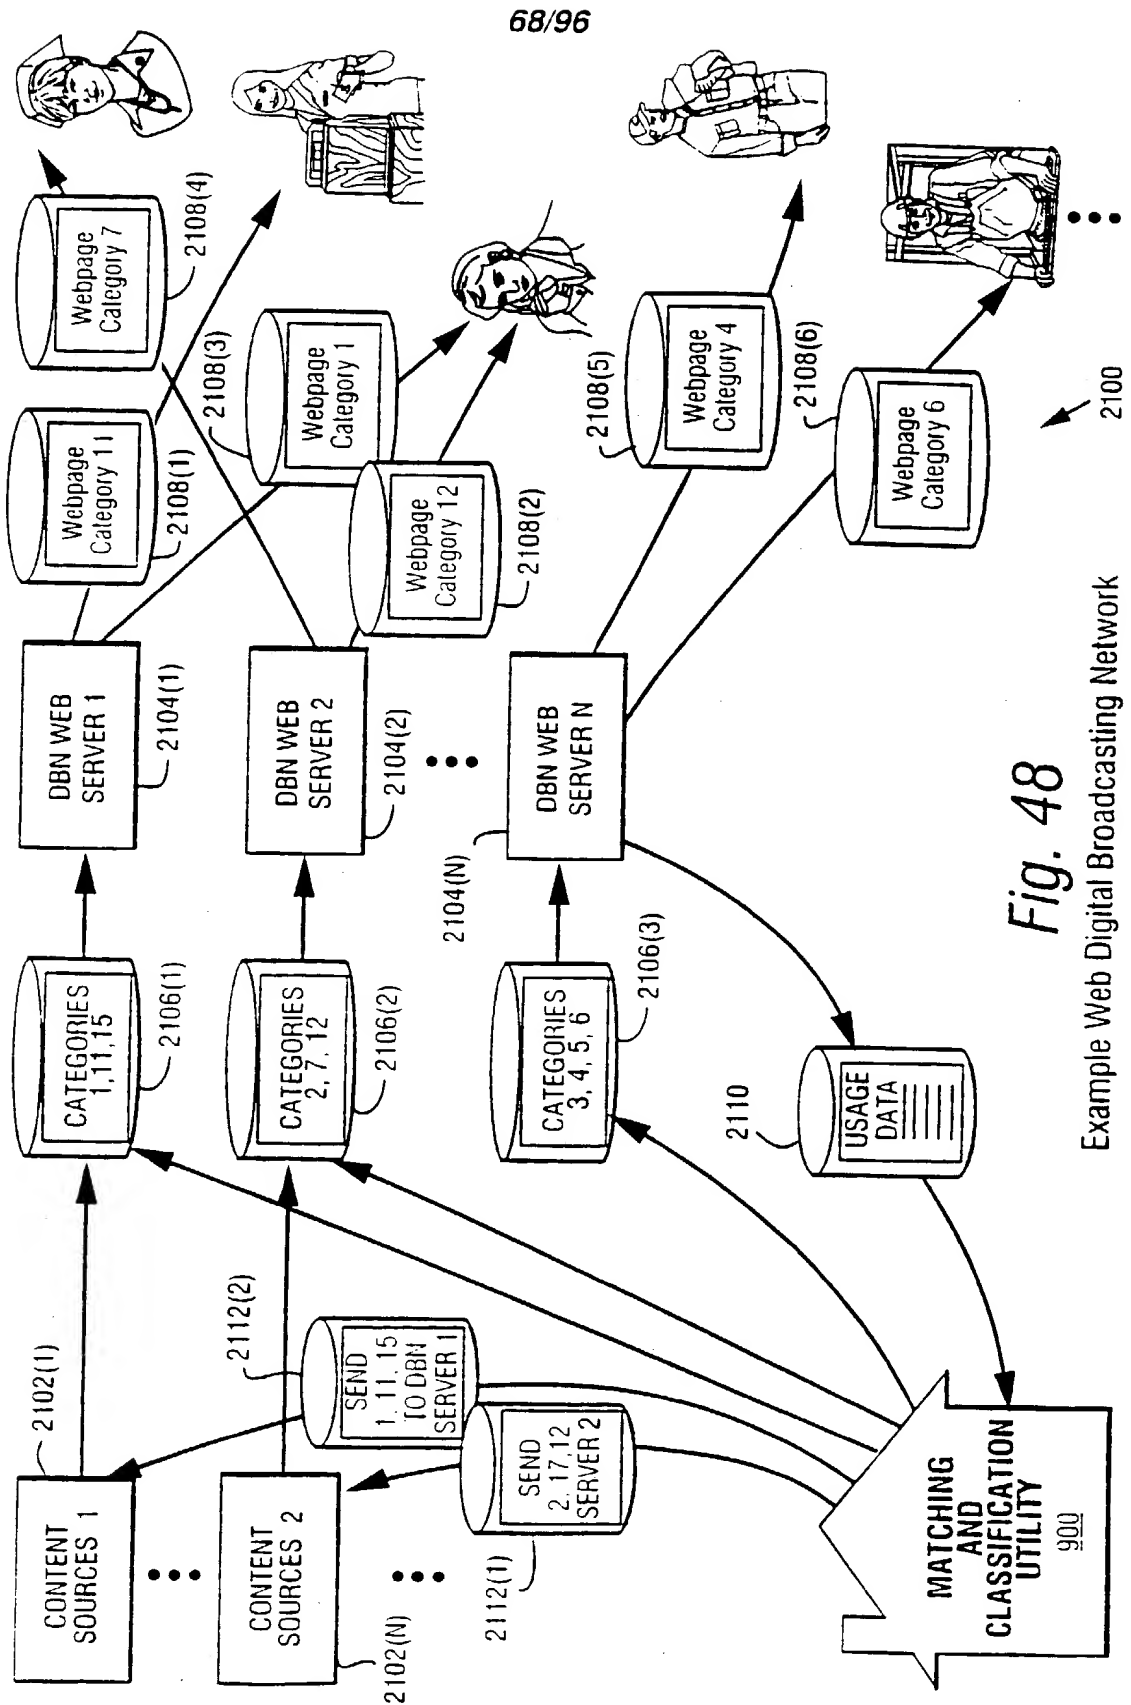 68/96
CONTENT
SOURCES 1
2102(1)
CONTENT
SOURCES 2
2102(N)
SEND
1, 11, 15
TO DBN
SERVER 1
2112(2)
SEND
2, 17, 12
SERVER 2
2112(1)
MATCHING
AND
CLASSIFICATION
UTILITY
900
CATEGORIES
1, 11, 15
2106(1)
CATEGORIES
2, 7, 12
2106(2)
CATEGORIES
3, 4, 5, 6
2106(3)
USAGE
DATA
2110
DBN WEB
SERVER 1
2104(1)
DBN WEB
SERVER 2
2104(2)
DBN WEB
SERVER N
2104(N)
Webpage
Category 11
2108(1)
Webpage
Category 7
2108(4)
Webpage
Category 1
2108(3)
Webpage
Category 12
2108(2)
Webpage
Category 4
2108(5)
Webpage
Category 6
2108(6)
2100
Fig. 48
Example Web Digital Broadcasting Network